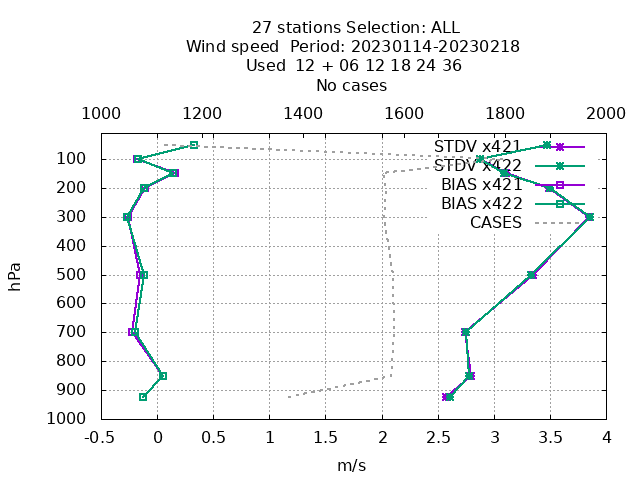 27 stations Selection: ALL
Wind speed  Period: 20230114-20230218
Used  12 + 06 12 18 24 36
No cases
1000 1200 1400 1600 1800 2000
STDV x421
STDV x422
BIAS x421
BIAS x422
CASES
100
200
300
400
500
600
700
800
900
1000
hPa
-0.5 0 0.5 1 1.5 2 2.5 3 3.5 4
m/s